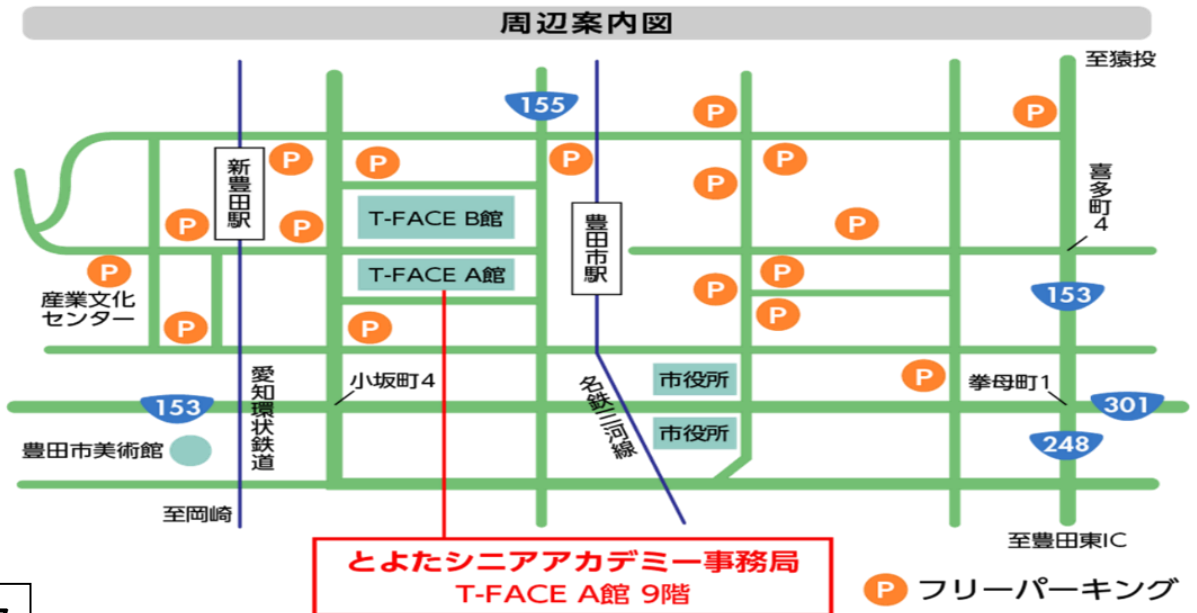 周辺案内図
至猿投
155
P
P
P
P
P
P
P
新豊田駅
喜多町4
P
T-FACE B館
P
P
P
豊田市駅
T-FACE A館
P
P
P
153
産業文化
センター
P
P
P
愛知環状鉄道
小坂町4
名鉄三河線
市役所
P
挙母町1
153
301
豊田市美術館
市役所
248
至岡崎
至豊田東IC
とよたシニアアカデミー事務局
T-FACE A館 9階
P フリーパーキング